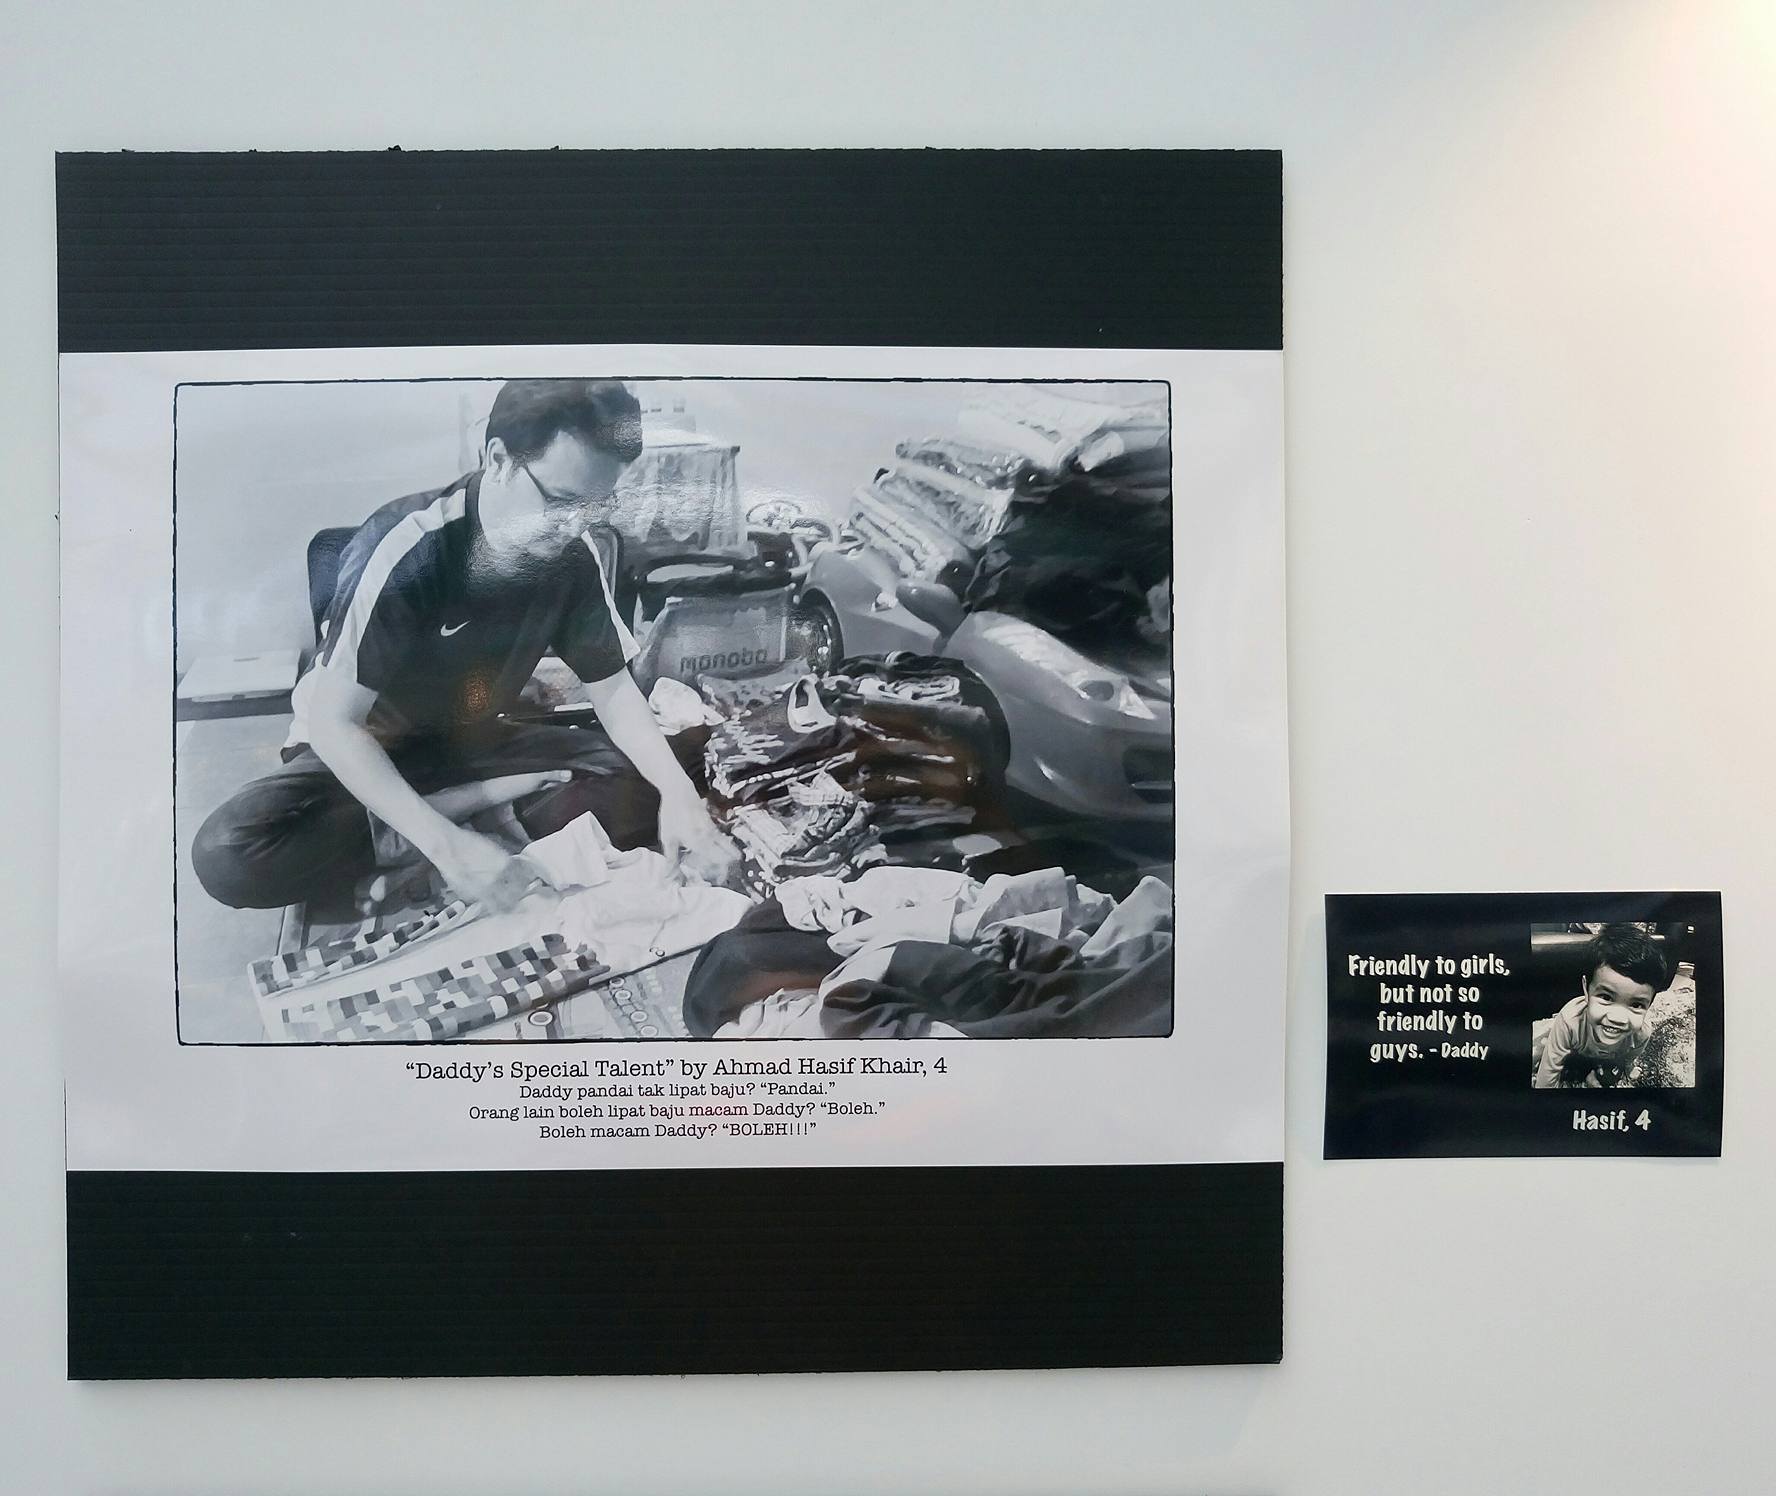 monobo
“Daddy’s Special Talent” by Ahmad Hasif Khair, 4
Daddy pandai tak lipat baju? “Pandai.”
Orang lain boleh lipat baju macam Daddy? “Boleh.”
Boleh macam Daddy? “BOLEH!!!”
Friendly to girls,
but not so
friendly to
guys. - Daddy
Hasif, 4